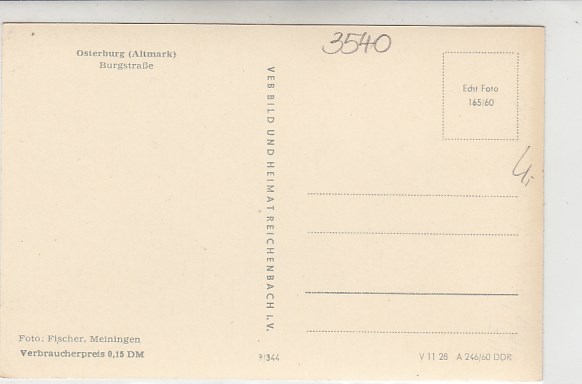 Osterburg (Altmark)
Burgstraße
3540
Echt Foto
165/60
4,-
VEB BILD UND HEIMAT REICHENBACH I. V.
Foto: Fischer, Meiningen
Verbraucherpreis 0,15 DM
V 11 28 A 246/60 DDR